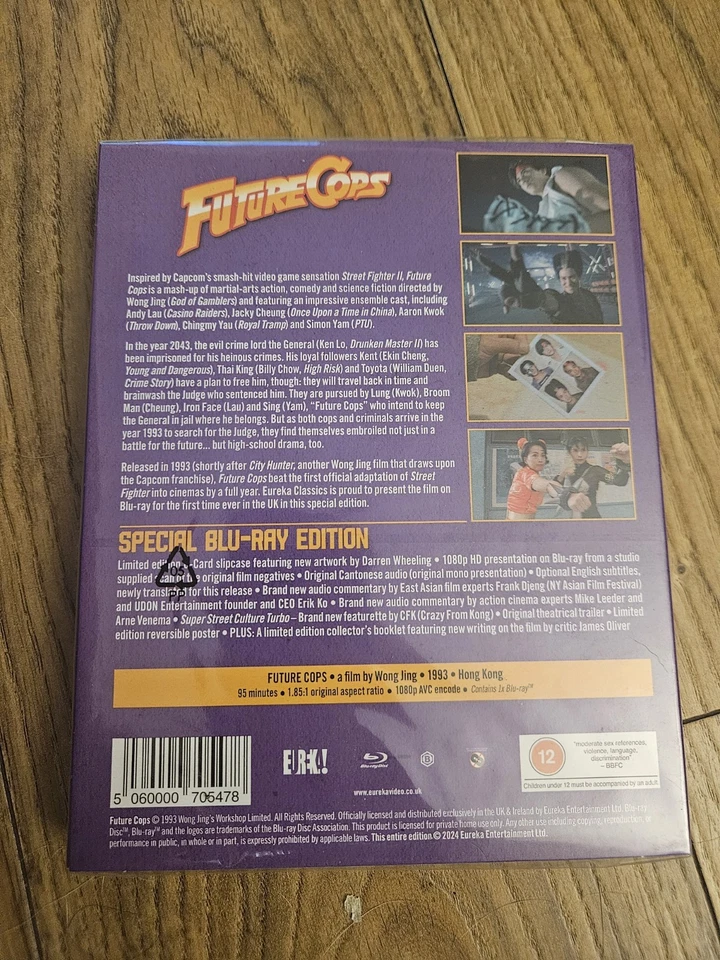 FUTURE COPS
Inspired by Capcom's smash-hit video game sensation Street Fighter II, Future
Cops is a mash-up of martial-arts action, comedy and science fiction directed by
Wong Jing (God of Gamblers) and featuring an impressive ensemble cast, including
Andy Lau (Casino Raiders), Jacky Cheung (Once Upon a Time in China), Aaron Kwok
(Throw Down), Chingmy Yau (Royal Tramp) and Simon Yam (PTU).
In the year 2043, the evil crime lord the General (Ken Lo, Drunken Master II) has
been imprisoned for his heinous crimes. His loyal followers Kent (Ekin Cheng,
Young and Dangerous), Thai King (Billy Chow, High Risk) and Toyota (William Duen,
Crime Story) have a plan to free him, though: they will travel back in time and
brainwash the Judge who sentenced him. They are pursued by Lung (Kwok), Broom
Man (Cheung), Iron Face (Lau) and Sing (Yam), "Future Cops" who intend to keep
the General in jail where he belongs. But as both cops and criminals arrive in the
year 1993 to search for the Judge, they find themselves embroiled not just in a
battle for the future... but high-school drama, too.
Released in 1993 (shortly after City Hunter, another Wong Jing film that draws upon
the Capcom franchise), Future Cops beat the first official adaptation of Street
Fighter into cinemas by a full year. Eureka Classics is proud to present the film on
Blu-ray for the first time ever in the UK in this special edition.
SPECIAL BLU-RAY EDITION
Limited edition O-Card slipcase featuring new artwork by Darren Wheeling • 1080p HD presentation on Blu-ray from a studio
supplied scan of the original film negatives • Original Cantonese audio (original mono presentation) • Optional English subtitles,
newly translated for this release • Brand new audio commentary by East Asian film experts Frank Djeng (NY Asian Film Festival)
and UDON Entertainment founder and CEO Erik Ko • Brand new audio commentary by action cinema experts Mike Leeder and
Arne Venema • Super Street Culture Turbo – Brand new featurette by CFK (Crazy From Kong) • Original theatrical trailer • Limited
edition reversible poster • PLUS: A limited edition collector's booklet featuring new writing on the film by critic James Oliver
05
PP
FUTURE COPS • a film by Wong Jing • 1993 • Hong Kong
95 minutes • 1.85:1 original aspect ratio • 1080p AVC encode • Contains 1x Blu-ray™
5 060000 705478
EUREKA!
Blu-ray Disc
B
www.eurekavideo.co.uk
12
"moderate sex references,
violence, language,
discrimination"
– BBFC
Children under 12 must be accompanied by an adult
Future Cops © 1993 Wong Jing's Workshop Limited. All Rights Reserved. Officially licensed and distributed exclusively in the UK & Ireland by Eureka Entertainment Ltd. Blu-ray
Disc™, Blu-ray™ and the logos are trademarks of the Blu-ray Disc Association. This product is licensed for private home use only. Any other use including copying, reproduction, or
performance in public, in whole or in part, is expressly prohibited by applicable laws. This entire edition © 2024 Eureka Entertainment Ltd.